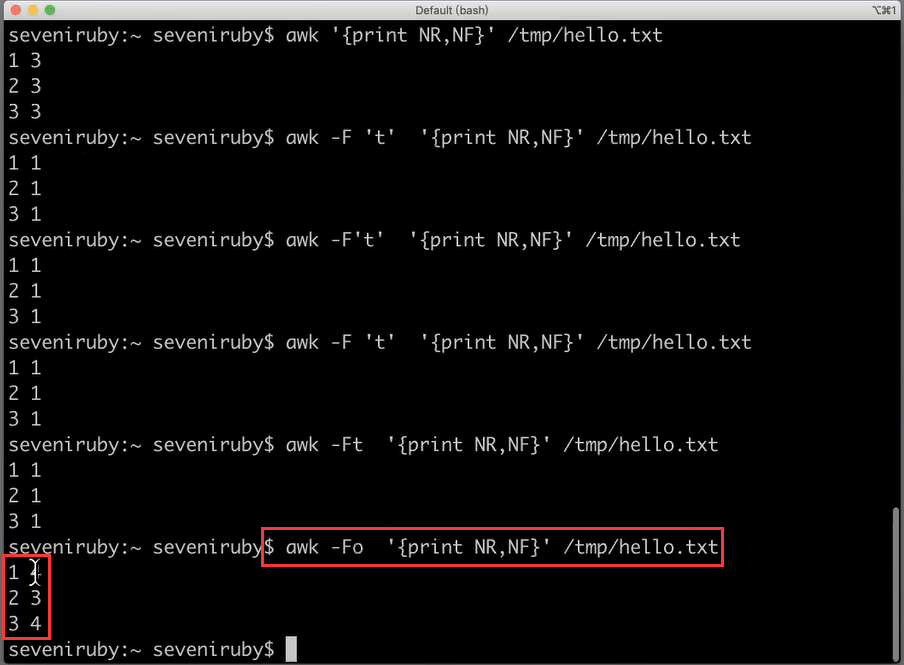 Default (bash)
⌥⌘1
seveniruby:~ seveniruby$ awk '{print NR,NF}' /tmp/hello.txt
1 3
2 3
3 3
seveniruby:~ seveniruby$ awk -F 't'  '{print NR,NF}' /tmp/hello.txt
1 1
2 1
3 1
seveniruby:~ seveniruby$ awk -F't'  '{print NR,NF}' /tmp/hello.txt
1 1
2 1
3 1
seveniruby:~ seveniruby$ awk -F 't'  '{print NR,NF}' /tmp/hello.txt
1 1
2 1
3 1
seveniruby:~ seveniruby$ awk -Ft  '{print NR,NF}' /tmp/hello.txt
1 1
2 1
3 1
seveniruby:~ seveniruby$ awk -Fo  '{print NR,NF}' /tmp/hello.txt
1
2 3
3 4
seveniruby:~ seveniruby$